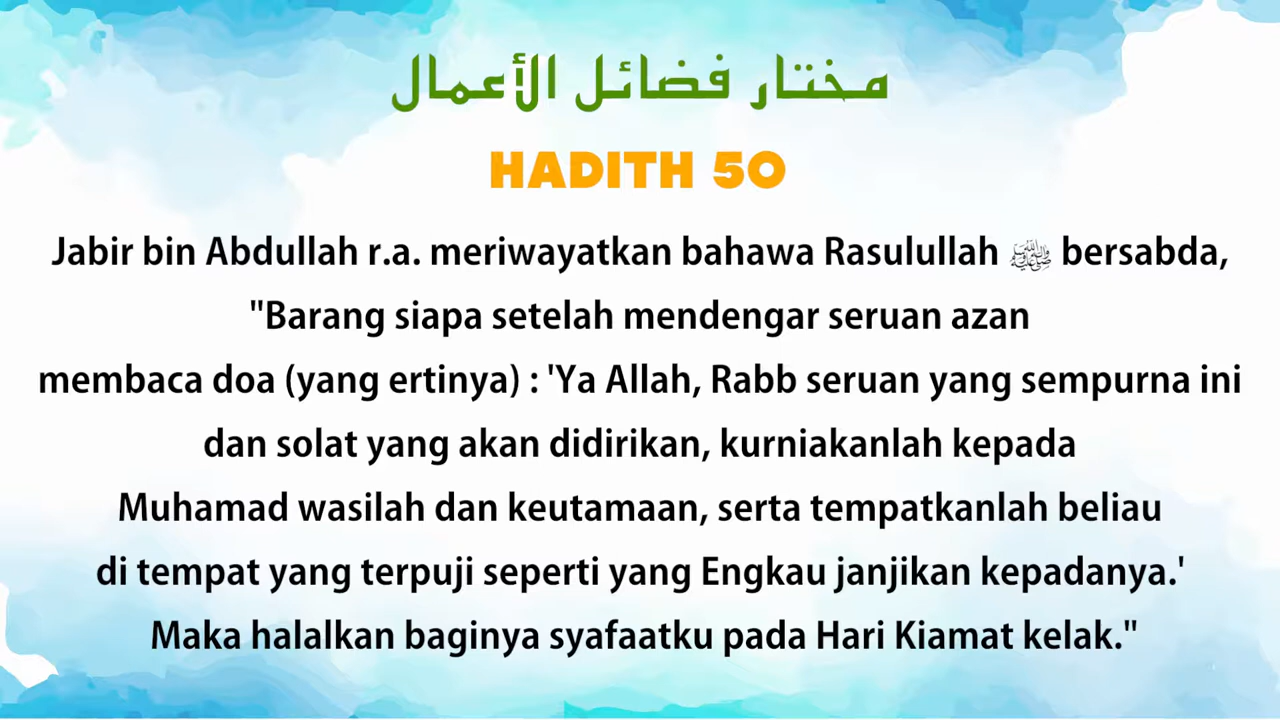 مختار فضائل الأعمال
HADITH 50
Jabir bin Abdullah r.a. meriwayatkan bahawa Rasulullah ﷺ bersabda,
"Barang siapa setelah mendengar seruan azan
membaca doa (yang ertinya) : 'Ya Allah, Rabb seruan yang sempurna ini
dan solat yang akan didirikan, kurniakanlah kepada
Muhamad wasilah dan keutamaan, serta tempatkanlah beliau
di tempat yang terpuji seperti yang Engkau janjikan kepadanya.'
Maka halalkan baginya syafaatku pada Hari Kiamat kelak."